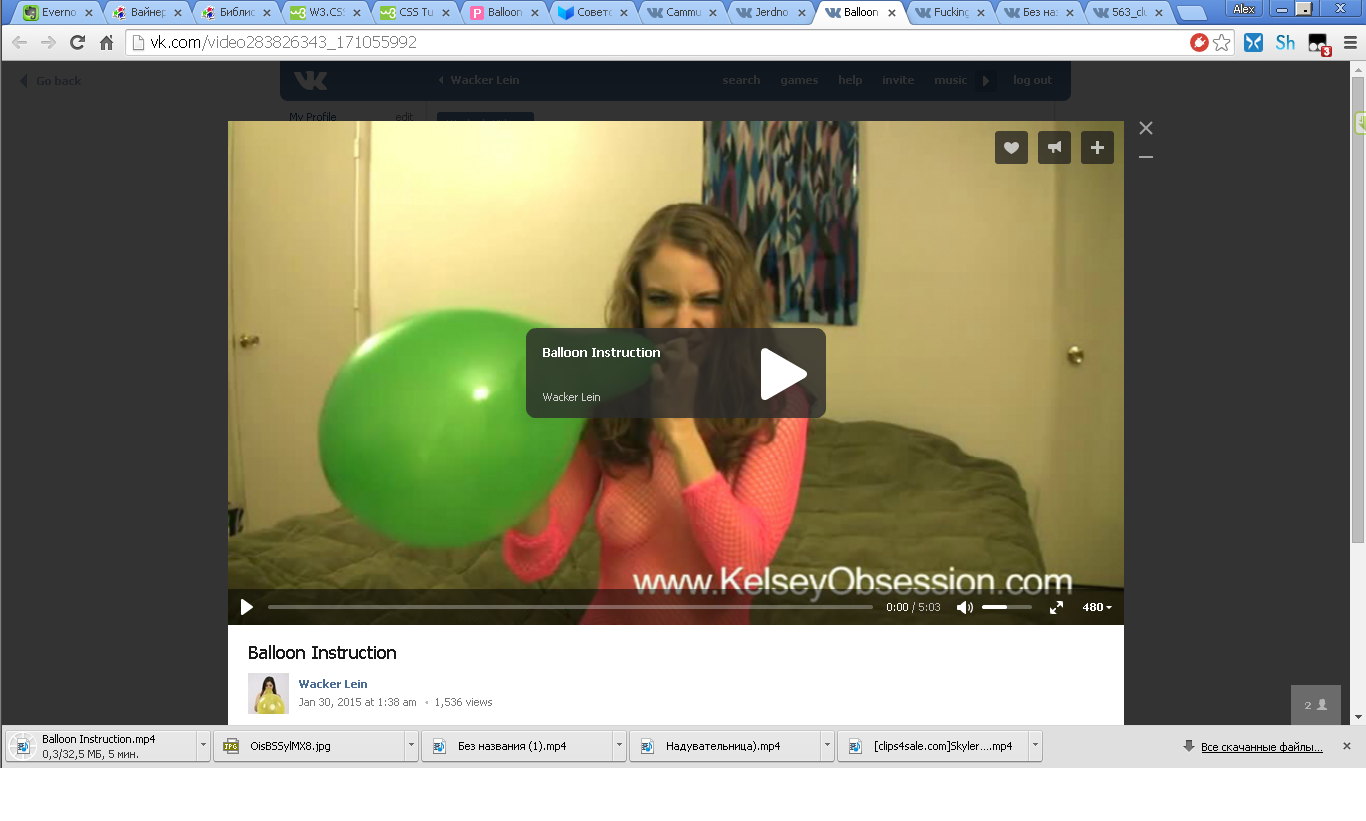 Everno
Вайнер
Библис
W3.CSS
CSS Tu
Balloon
Совето
Cammu
Jerdno
Balloon
Fucking
Без наз
563_clu
Alex
vk.com/video283826343_171055992
Sh
3
Go back
Wacker Lein
search
games
help
invite
music
log out
My Profile
edit
Balloon Instruction
Wacker Lein
www.KelseyObsession.com
0:00 / 5:03
480
Balloon Instruction
Wacker Lein
Jan 30, 2015 at 1:38 am • 1,536 views
2
Balloon Instruction.mp4
0,3/32,5 МБ, 5 мин.
JPG
OisBSSylMX8.jpg
Без названия (1).mp4
Надувательница).mp4
[clips4sale.com]Skyler....mp4
Все скачанные файлы...